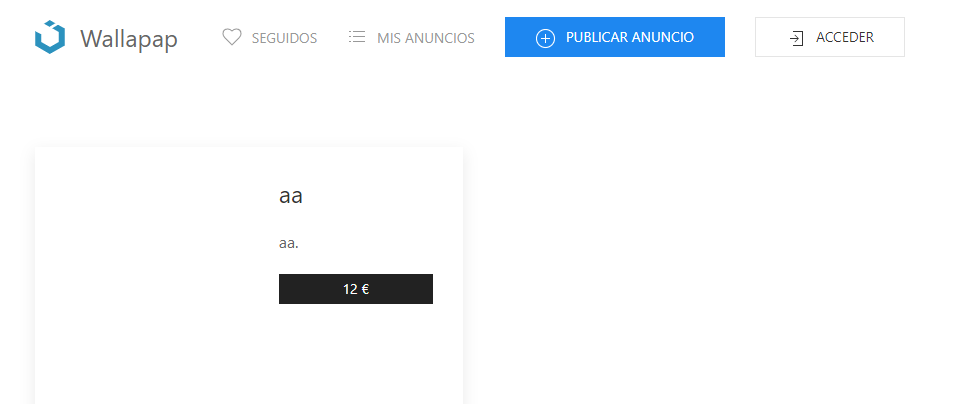 Wallapap SEGUIDOS MIS ANUNCIOS PUBLICAR ANUNCIO ACCEDER
aa
aa.
12 €